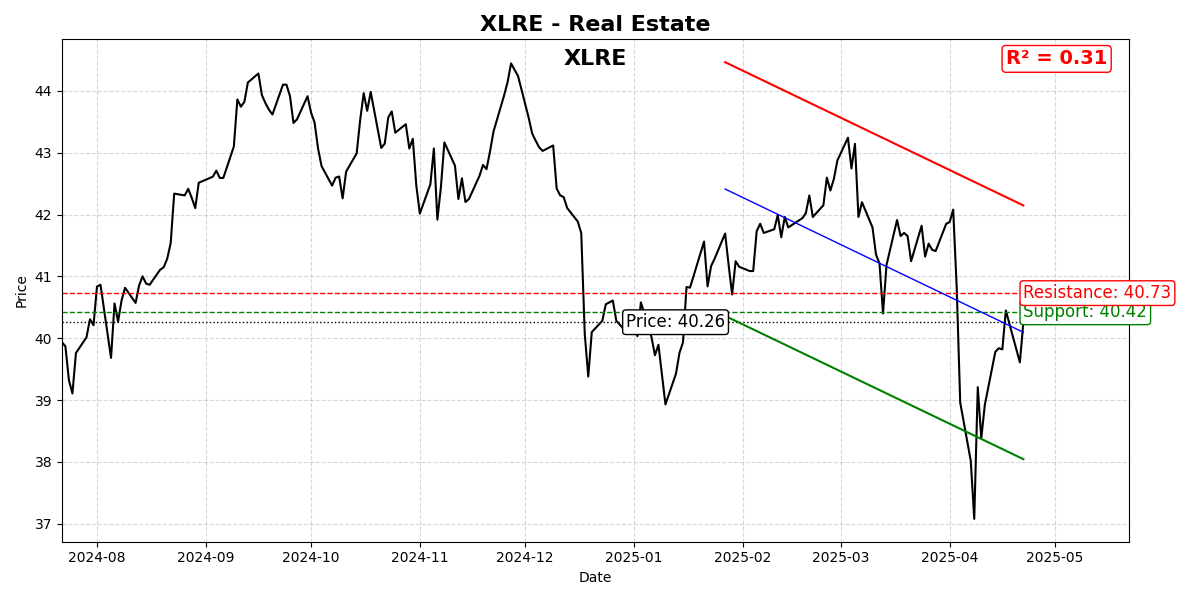 XLRE - Real Estate
XLRE
R² = 0.31
Price
44
43
42
41
40
39
38
37
Resistance: 40.73
Support: 40.42
Price: 40.26
2024-08
2024-09
2024-10
2024-11
2024-12
2025-01
2025-02
2025-03
2025-04
2025-05
Date